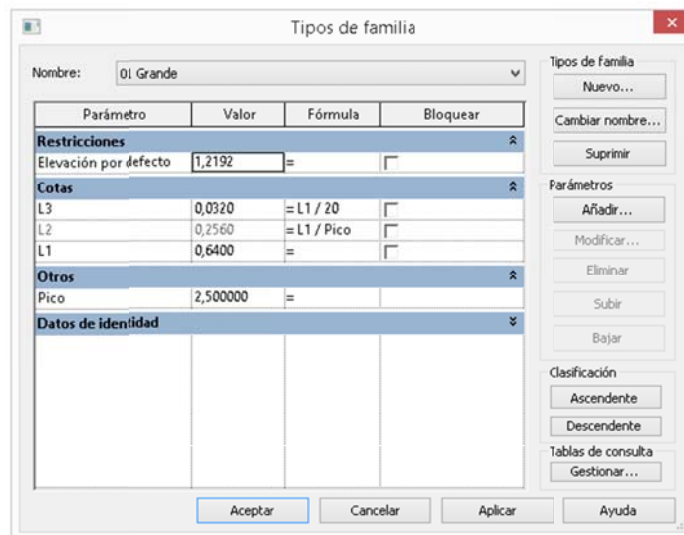 Tipos de familia
Nombre: 01 Grande
Parámetro Valor Fórmula Bloquear
Restricciones
Elevación por defecto 1,2192 =
Cotas
L3 0,0320 = L1 / 20
L2 0,2560 = L1 / Pico
L1 0,6400 =
Otros
Pico 2,500000 =
Datos de identidad
Tipos de familia
Nuevo...
Cambiar nombre...
Suprimir
Parámetros
Añadir...
Modificar...
Eliminar
Subir
Bajar
Clasificación
Ascendente
Descendente
Tablas de consulta
Gestionar...
Aceptar Cancelar Aplicar Ayuda